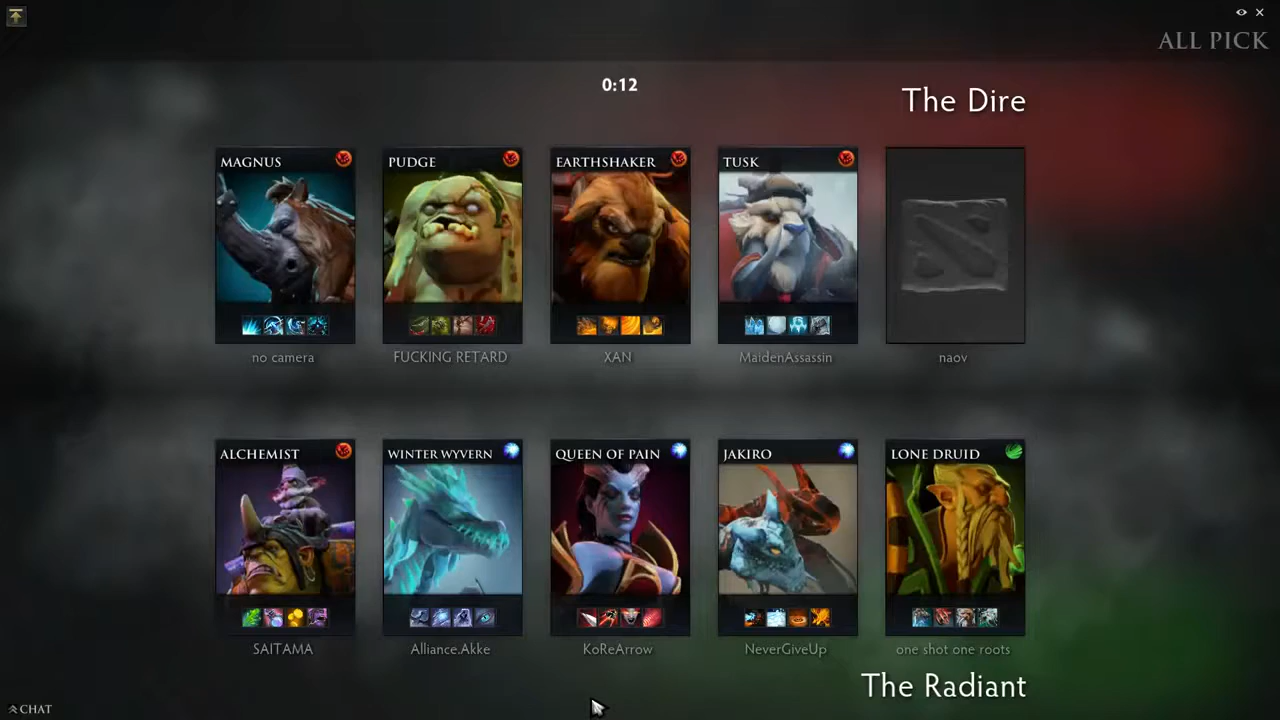 ALL PICK
0:12
The Dire
MAGNUS
PUDGE
EARTHSHAKER
TUSK
no camera
FUCKING RETARD
XAN
MaidenAssassin
naov
ALCHEMIST
WINTER WYVERN
QUEEN OF PAIN
JAKIRO
LONE DRUID
SAITAMA
Alliance.Akke
KoReArrow
NeverGiveUp
one shot one roots
The Radiant
CHAT